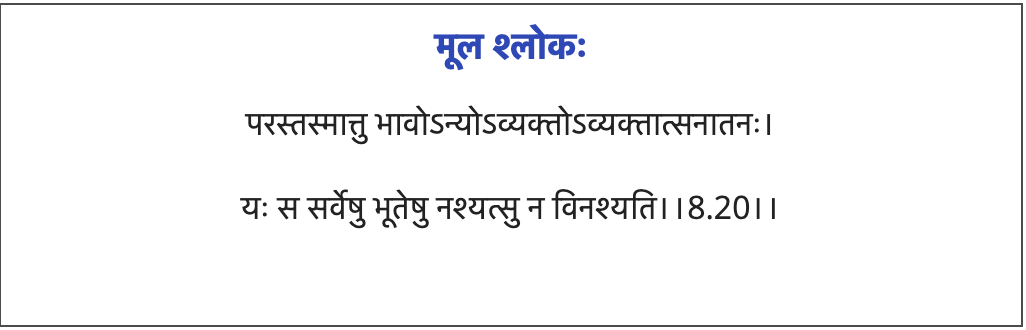 मूल श्लोकः
परस्तस्मात्तु भावोऽन्योऽव्यक्तोऽव्यक्तात्सनातनः।
यः स सर्वेषु भूतेषु नश्यत्सु न विनश्यति।।8.20।।